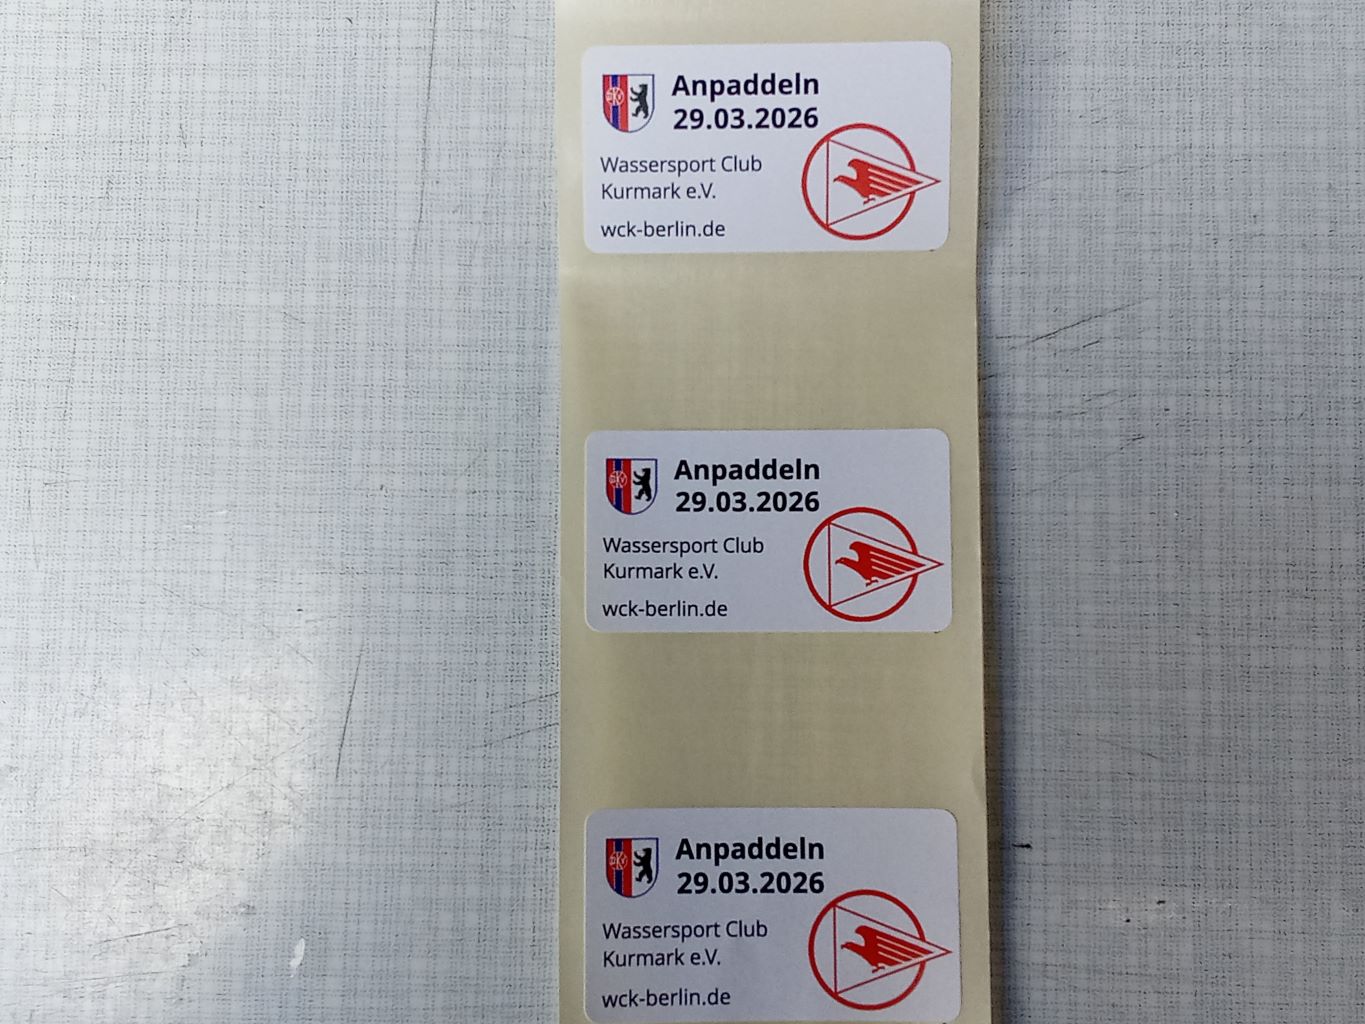 Anpaddeln
29.03.2026
Wassersport Club
Kurmark e.V.
wck-berlin.de
Anpaddeln
29.03.2026
Wassersport Club
Kurmark e.V.
wck-berlin.de
Anpaddeln
29.03.2026
Wassersport Club
Kurmark e.V.
wck-berlin.de